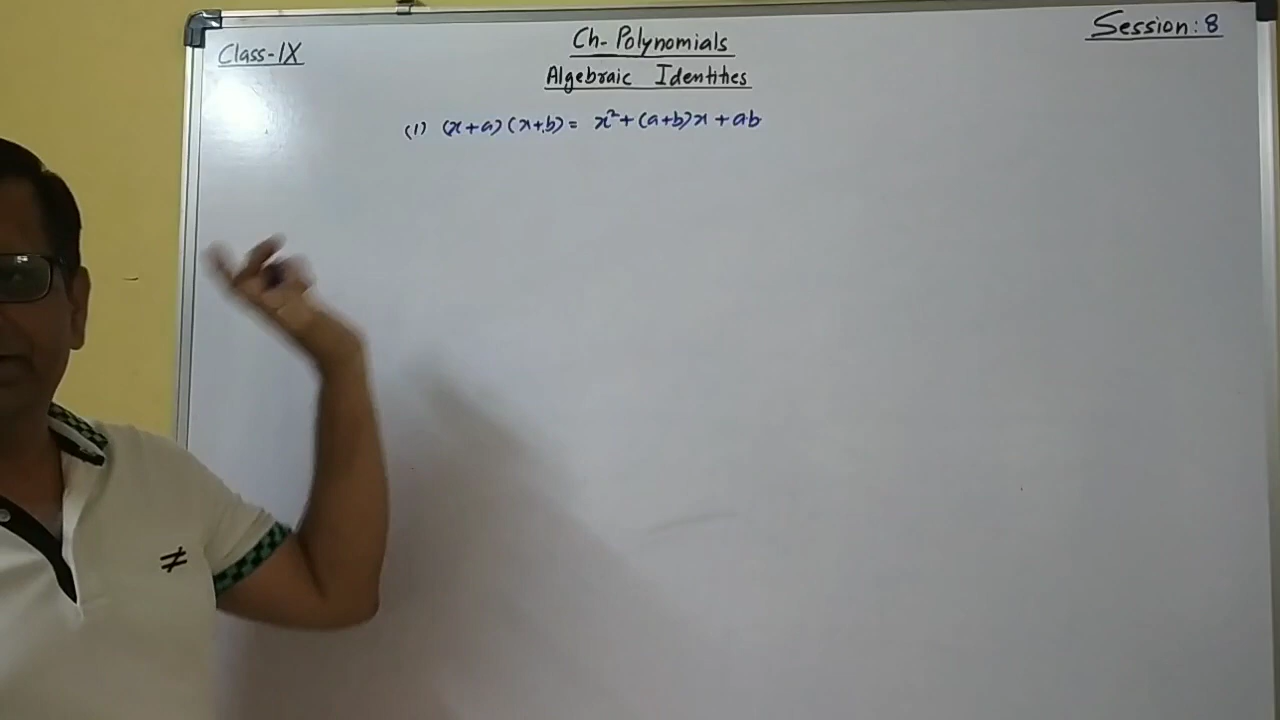 Class-IX
Ch- Polynomials
Session: 8
Algebraic Identities
(1) (x+a)(x+b) = x²+(a+b)x+ab
≠